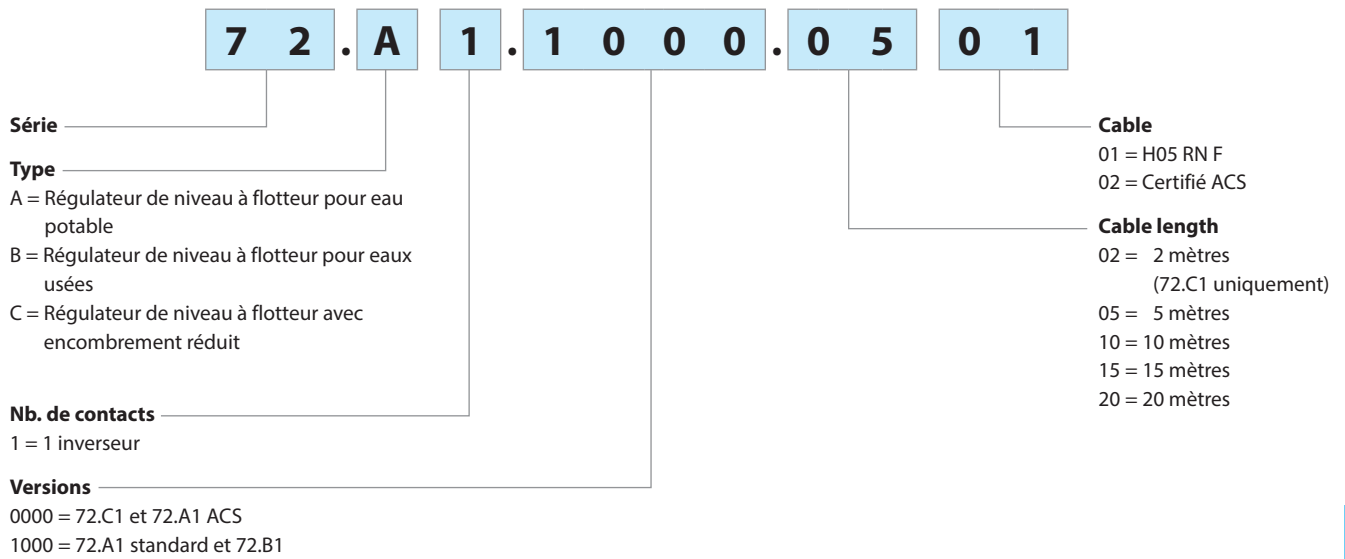 7 2 . A 1 . 1 0 0 0 . 0 5 0 1
Série
Type
A = Régulateur de niveau à flotteur pour eau
potable
B = Régulateur de niveau à flotteur pour eaux
usées
C = Régulateur de niveau à flotteur avec
encombrement réduit
Nb. de contacts
1 = 1 inverseur
Versions
0000 = 72.C1 et 72.A1 ACS
1000 = 72.A1 standard et 72.B1
Cable
01 = H05 RN F
02 = Certifié ACS
Cable length
02 = 2 mètres
(72.C1 uniquement)
05 = 5 mètres
10 = 10 mètres
15 = 15 mètres
20 = 20 mètres